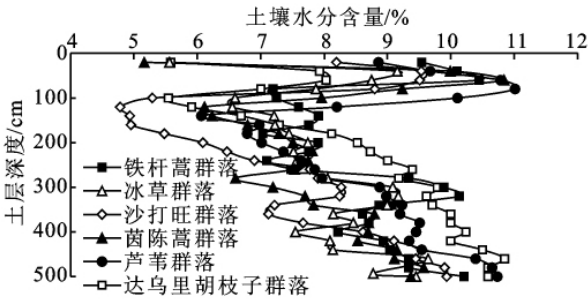 土壤水分含量/%
4 5 6 7 8 9 10 11 12
土层深度/cm
0
100
200
300
400
500
铁杆蒿群落
冰草群落
沙打旺群落
茵陈蒿群落
芦苇群落
达乌里胡枝子群落